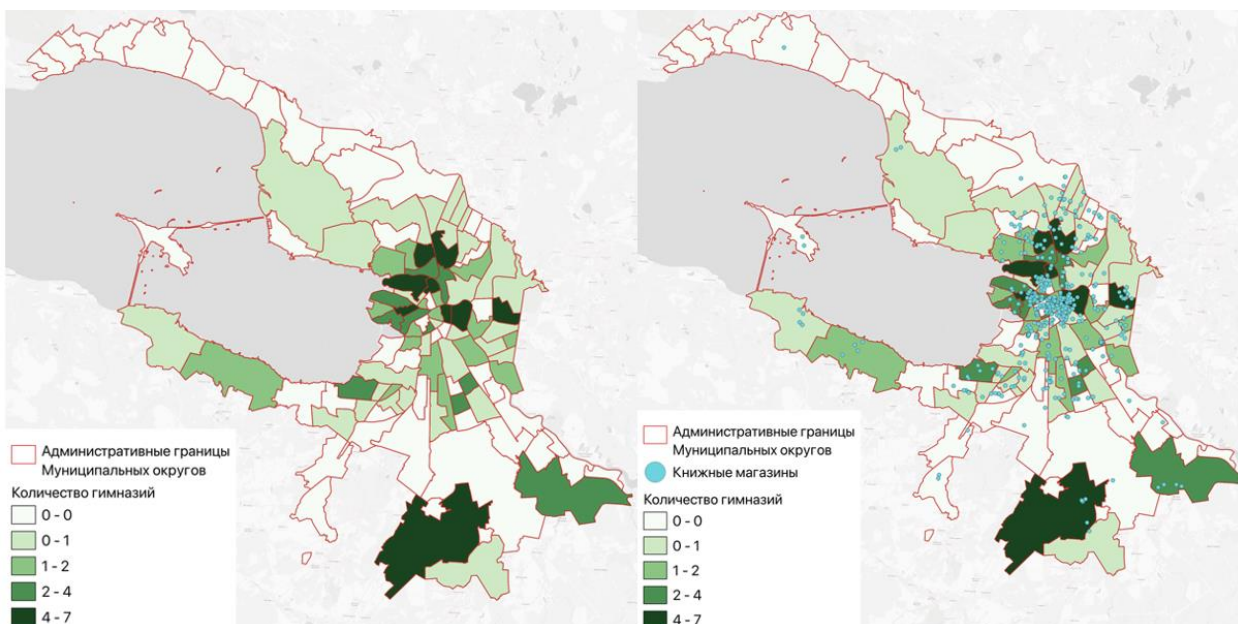 Административные границы
Муниципальных округов
Количество гимназий
0 - 0
0 - 1
1 - 2
2 - 4
4 - 7
Административные границы
Муниципальных округов
Книжные магазины
Количество гимназий
0 - 0
0 - 1
1 - 2
2 - 4
4 - 7